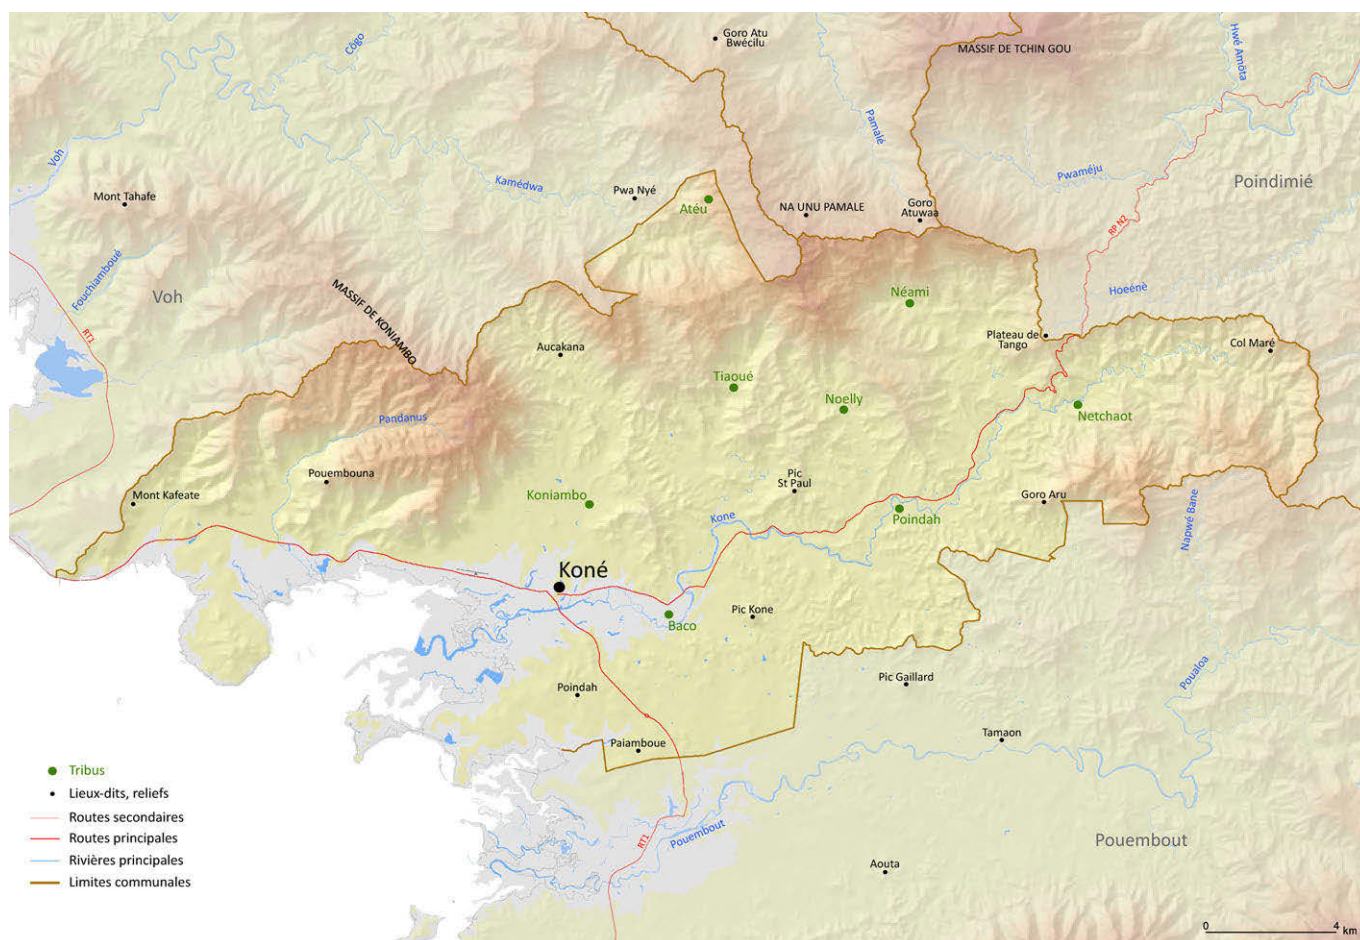 Goro Atu
Bwécilu
MASSIF DE TCHIN GOU
Hwé Amôta
Côgo
Pamalé
Voh
Kamédwa
Pwa Nyé
Pwaméju
Poindimié
Mont Tahafe
Atéu
NA UNU PAMALE
Goro
Atuwaa
RP N2
Fouchiamboué
Voh
MASSIF DE KONIAMBO
Néami
Hoeénè
RT1
Aucakana
Plateau de
Tango
Col Maré
Tiaoué
Noelly
Netchaot
Pandanus
Pouembouna
Pic
St Paul
Mont Kafeate
Koniambo
Goro Aru
Kone
Poindah
Napwé Bane
Koné
Pic Kone
Baco
Poualoa
Poindah
Pic Gaillard
Tamaon
Paiamboue
Tribus
Lieux-dits, reliefs
Routes secondaires
Routes principales
Rivières principales
Limites communales
RT1
Pouembout
Pouembout
Aouta
0 4 km